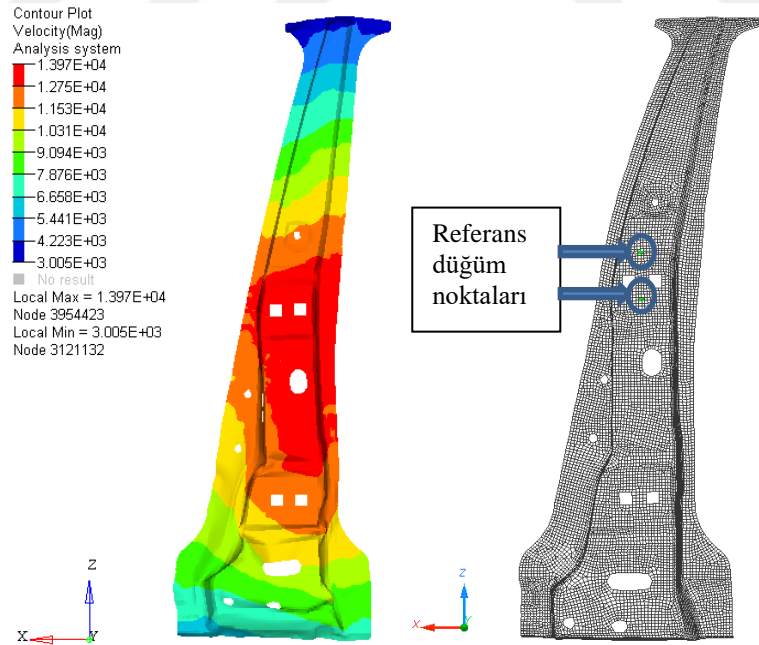 Contour Plot
Velocity(Mag)
Analysis system
1.397E+04
1.275E+04
1.153E+04
1.031E+04
9.094E+03
7.876E+03
6.658E+03
5.441E+03
4.223E+03
3.005E+03
No result
Local Max = 1.397E+04
Node 3954423
Local Min = 3.005E+03
Node 3121132
Referans
düğüm
noktaları
Z
X
Y
Z
X
Y